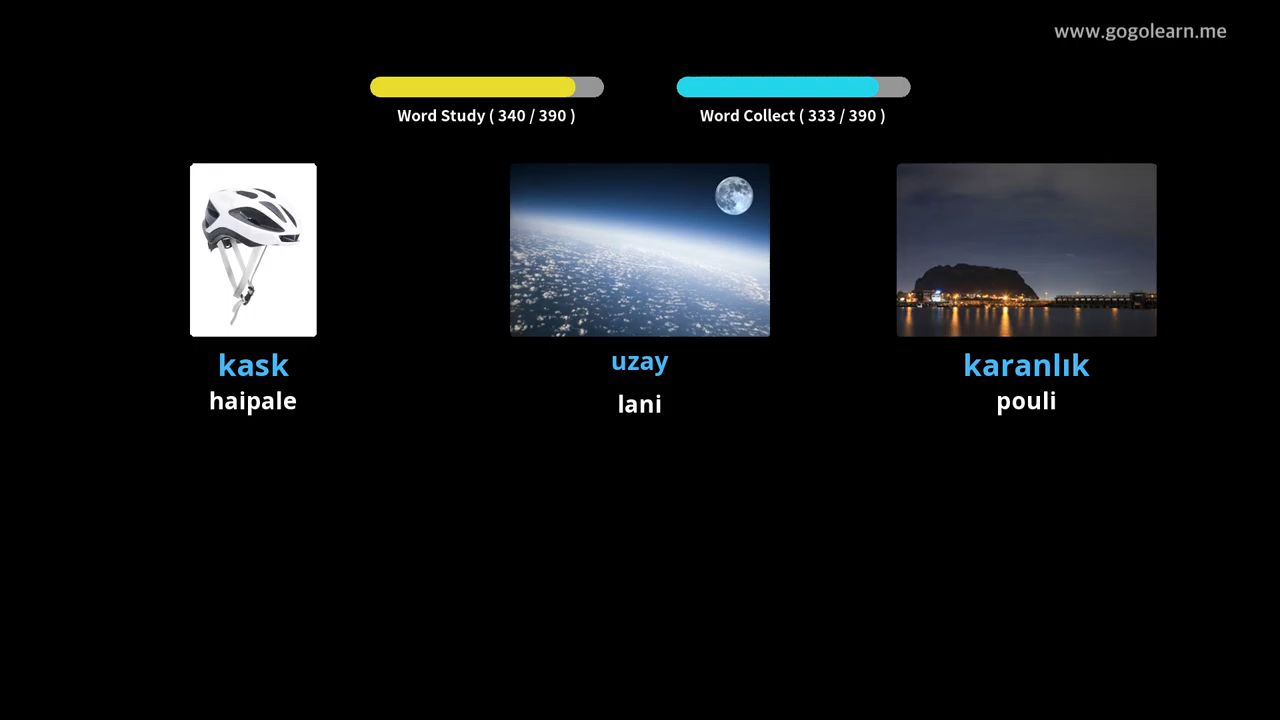 www.gogolearn.me
Word Study ( 340 / 390 )
Word Collect ( 333 / 390 )
kask
haipale
uzay
lani
karanlık
pouli